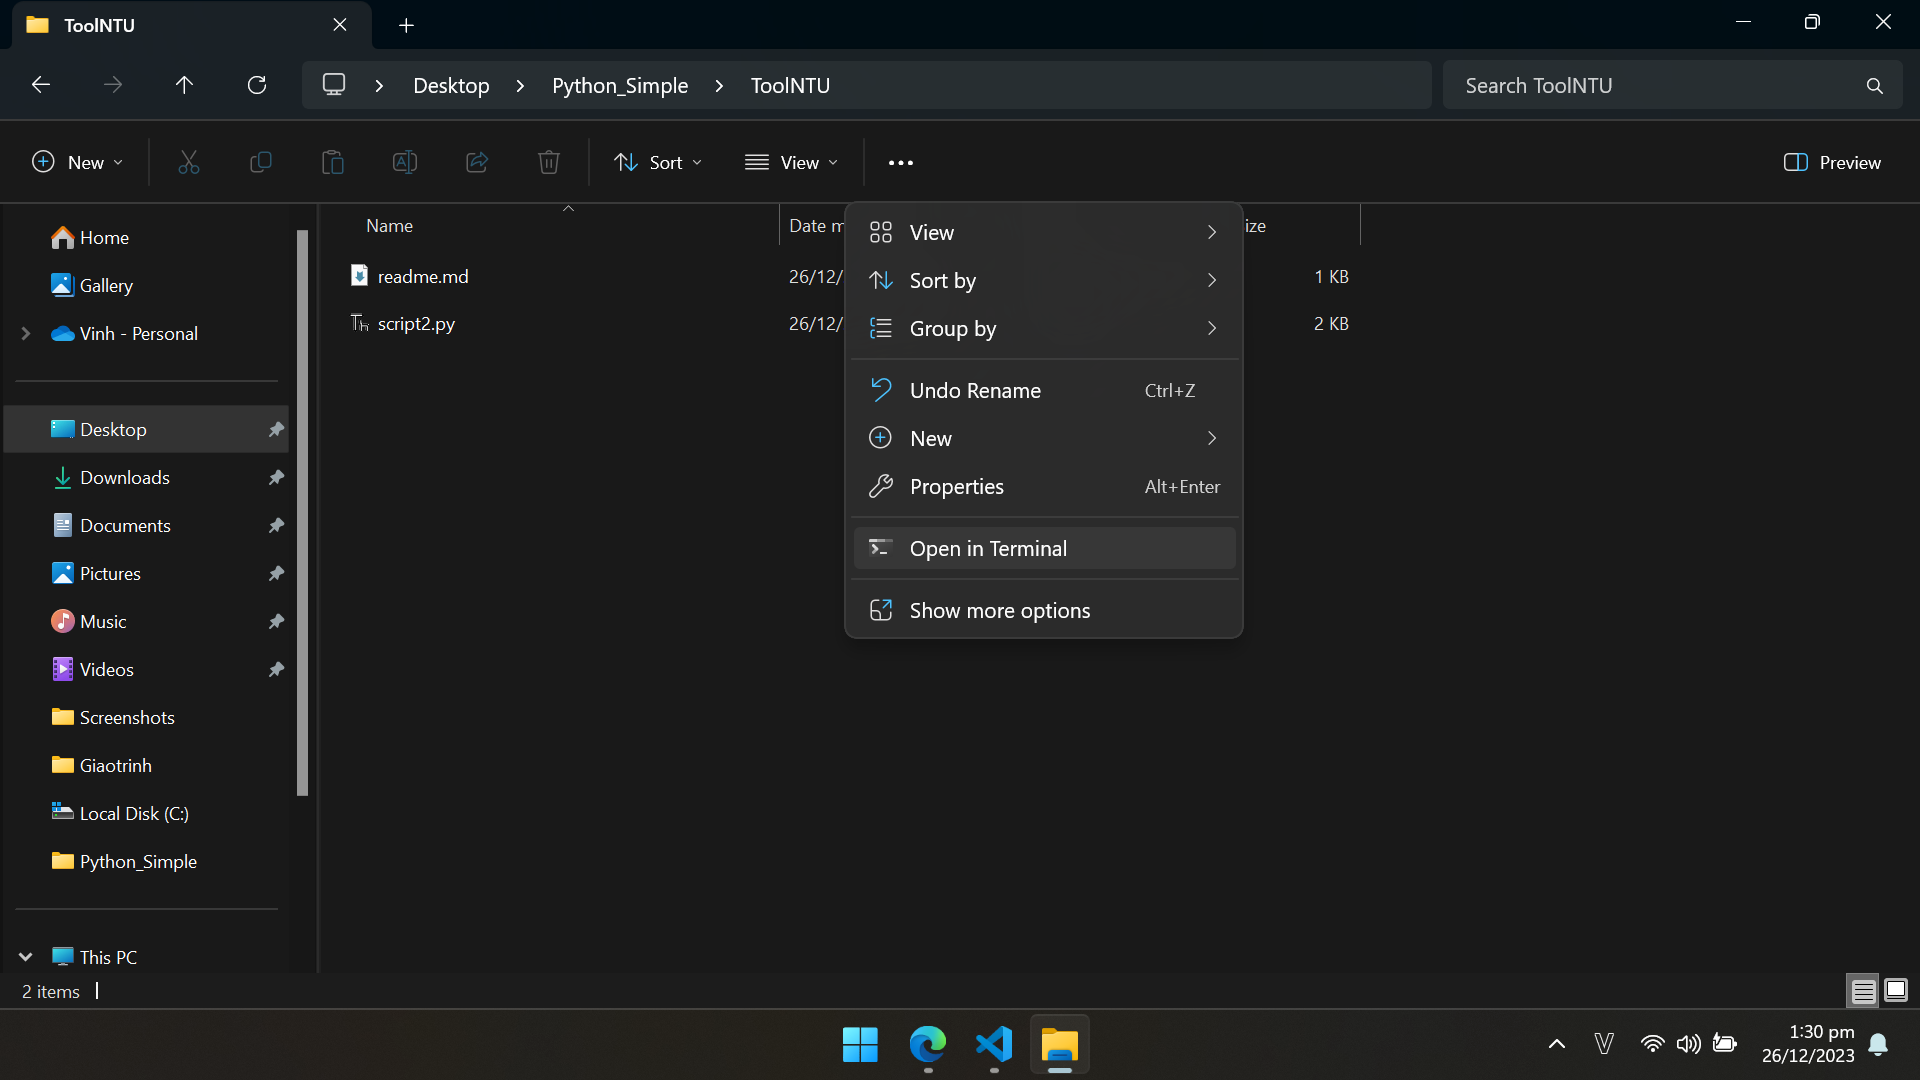 ToolNTU
Desktop
Python_Simple
ToolNTU
Search ToolNTU
New
Sort
View
Preview
Home
Gallery
Vinh - Personal
Desktop
Downloads
Documents
Pictures
Music
Videos
Screenshots
Giaotrinh
Local Disk (C:)
Python_Simple
This PC
Name
Date m
ize
readme.md
26/12/
1 KB
script2.py
26/12/
2 KB
View
Sort by
Group by
Undo Rename Ctrl+Z
New
Properties Alt+Enter
Open in Terminal
Show more options
2 items
V
1:30 pm
26/12/2023